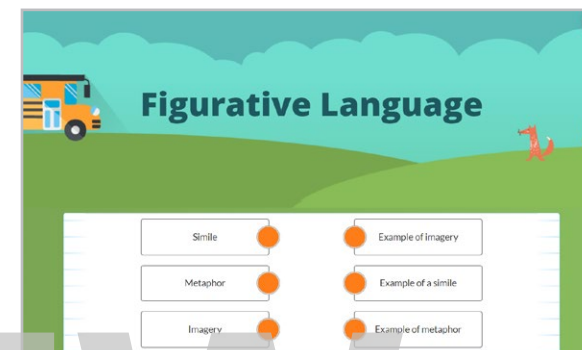 Figurative Language
Simile
Example of imagery
Metaphor
Example of a simile
Imagery
Example of metaphor